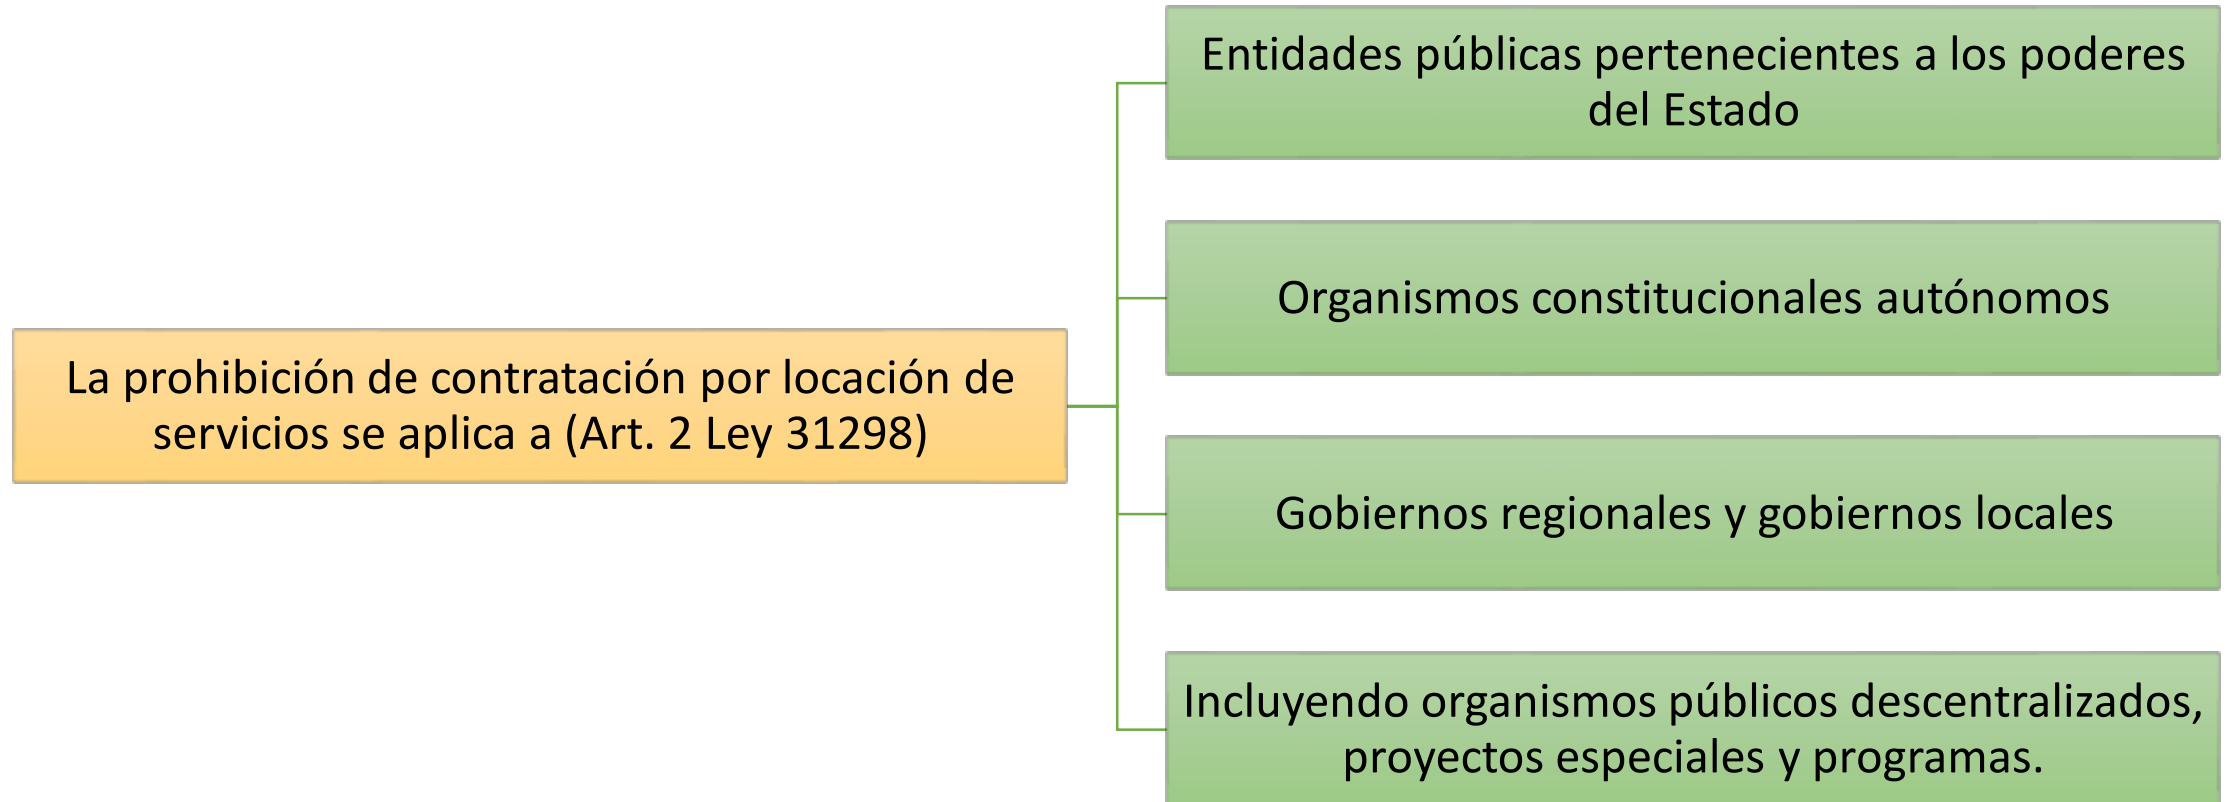 La prohibición de contratación por locación de
servicios se aplica a (Art. 2 Ley 31298)
Entidades públicas pertenecientes a los poderes
del Estado
Organismos constitucionales autónomos
Gobiernos regionales y gobiernos locales
Incluyendo organismos públicos descentralizados,
proyectos especiales y programas.